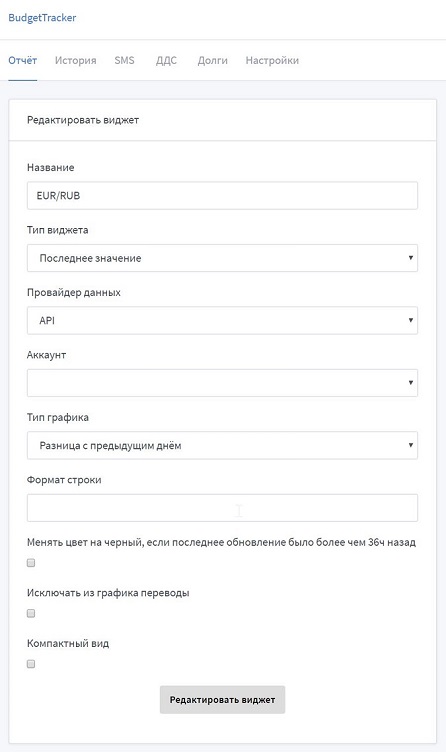 BudgetTracker
Отчёт История SMS ДДС Долги Настройки
Редактировать виджет
Название
EUR/RUB
Тип виджета
Последнее значение
Провайдер данных
API
Аккаунт
Тип графика
Разница с предыдущим днём
Формат строки
Менять цвет на черный, если последнее обновление было более чем 36ч назад
Исключать из графика переводы
Компактный вид
Редактировать виджет